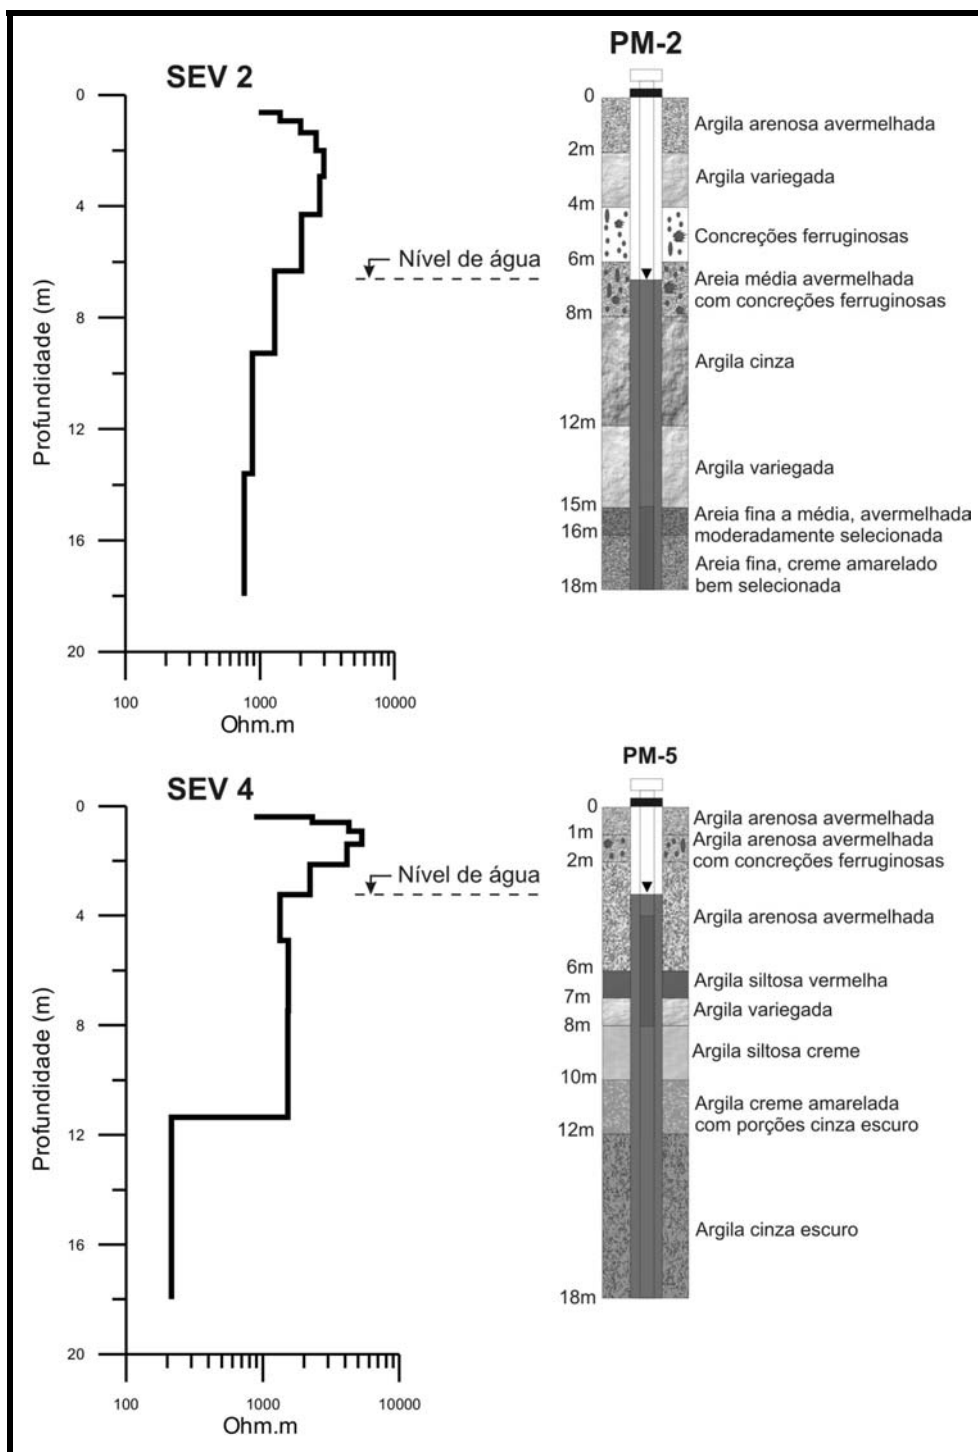 SEV 2
0
4
8
12
16
20
Profundidade (m)
Nível de água
100
1000
10000
Ohm.m
PM-2
0
Argila arenosa avermelhada
2m
Argila variegada
4m
Concreções ferruginosas
6m
Areia média avermelhada
com concreções ferruginosas
8m
Argila cinza
12m
Argila variegada
15m
Areia fina a média, avermelhada
16m
moderadamente selecionada
Areia fina, creme amarelado
18m
bem selecionada
SEV 4
0
4
8
12
16
20
Profundidade (m)
Nível de água
100
1000
10000
Ohm.m
PM-5
0
Argila arenosa avermelhada
1m
Argila arenosa avermelhada
com concreções ferruginosas
2m
Argila arenosa avermelhada
6m
Argila siltosa vermelha
7m
Argila variegada
8m
Argila siltosa creme
10m
Argila creme amarelada
com porções cinza escuro
12m
Argila cinza escuro
18m